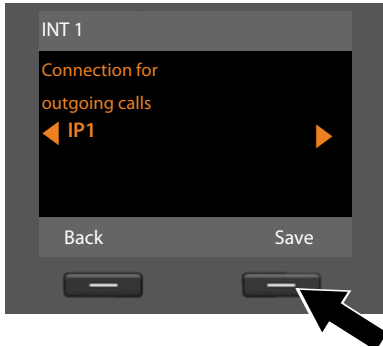 INT 1
Connection for
outgoing calls
IP1
Back Save